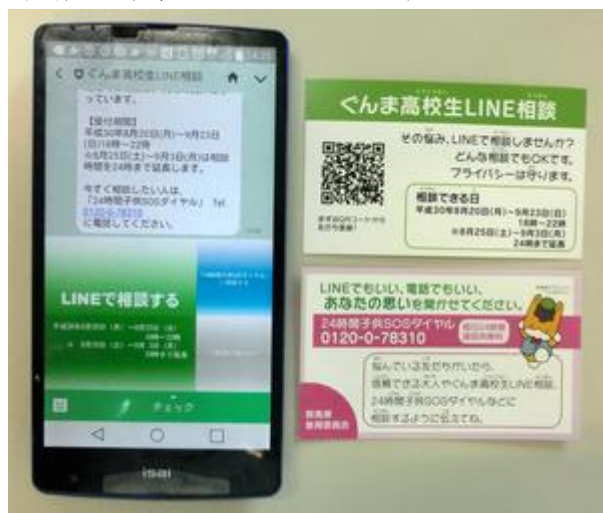 ぐんま高校生LINE相談
っています。
【受付期間】
平成30年8月20日(月)〜9月23日
(日)18時〜22時
※8月25日(土)〜9月3日(月)は相談
時間を24時まで延長します。
今すぐ相談したい人は、
「24時間子供SOSダイヤル」 Tel
0120-0-78310
に電話してください。
LINEで相談する
チェック
isai
ぐんま高校生LINE相談
その悩み、LINEで相談しませんか?
どんな相談でもOKです。
プライバシーは守ります。
相談できる日
平成30年8月20日(月)〜9月23日(日)
18時〜22時
※8月25日(土)〜9月3日(月)
24時まで延長
まずはQRコードから
友だち登録!
LINEでもいい、電話でもいい、
あなたの思いを聞かせてください。
24時間子供SOSダイヤル
0120-0-78310
悩んでいる友だちがいたら、
信頼できる大人やぐんま高校生LINE相談、
24時間子供SOSダイヤルなどに
相談するように伝えてね。
群馬県
教育委員会